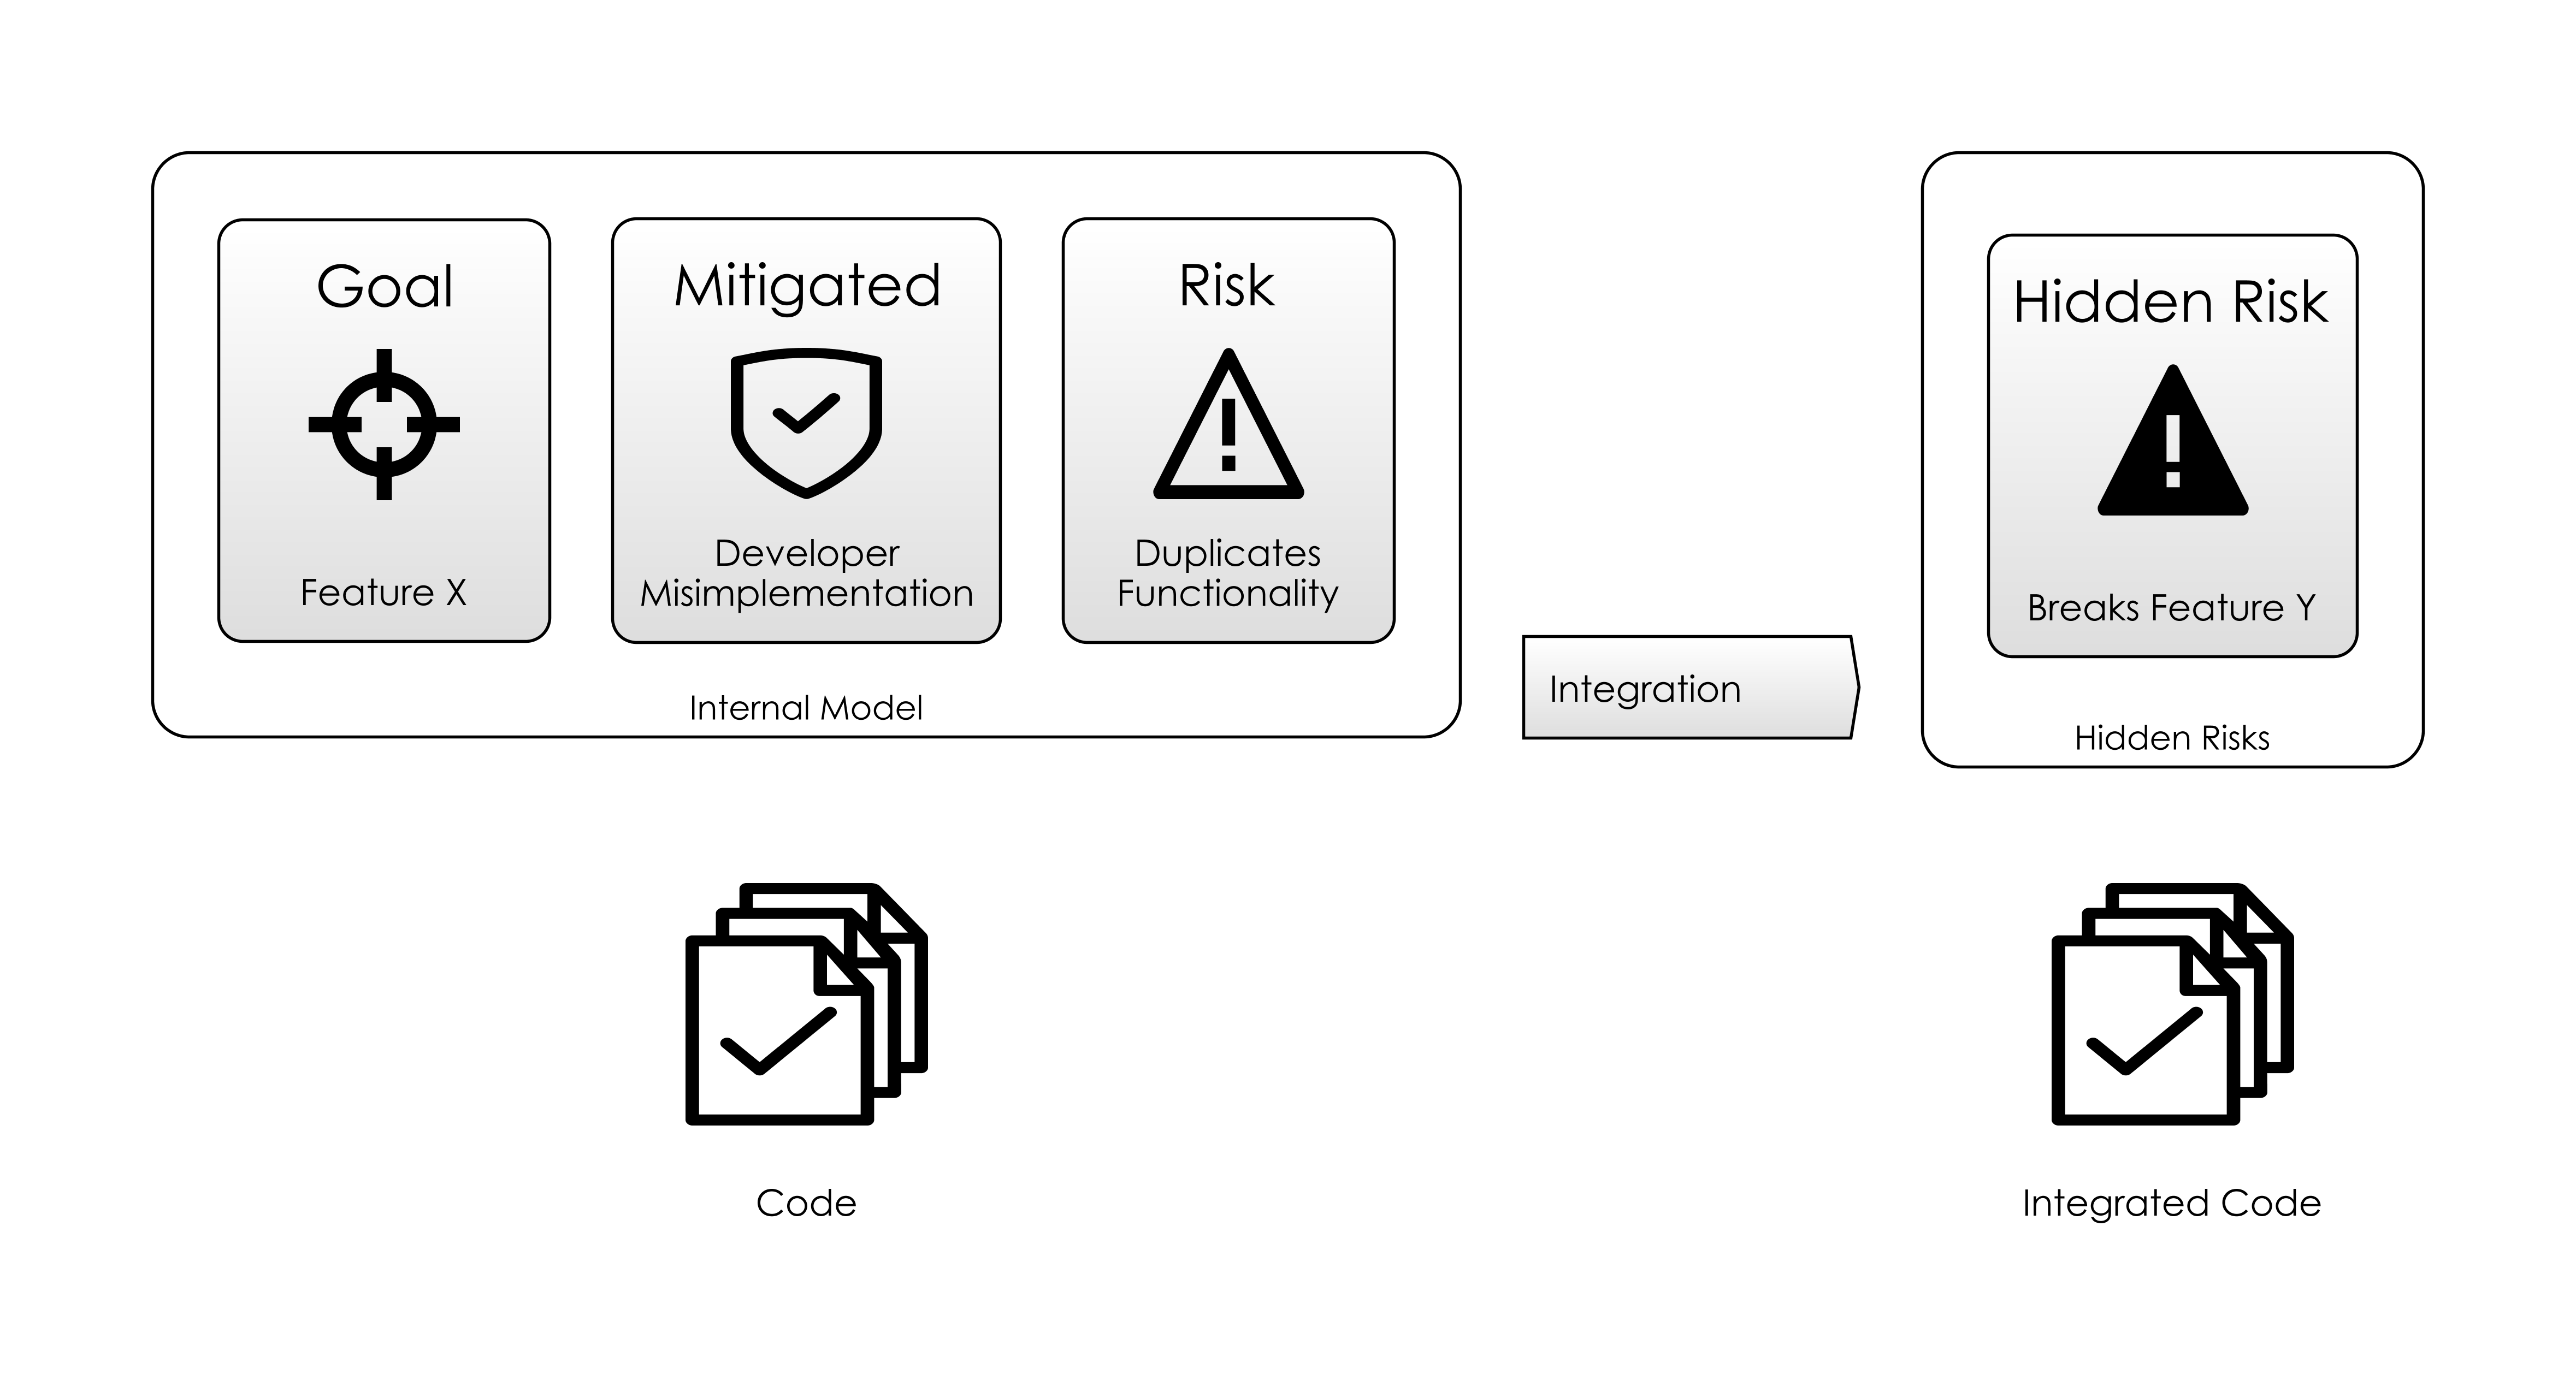 Goal
Feature X
Mitigated
Developer
Misimplementation
Risk
Duplicates
Functionality
Internal Model
Integration
Hidden Risk
Breaks Feature Y
Hidden Risks
Code
Integrated Code